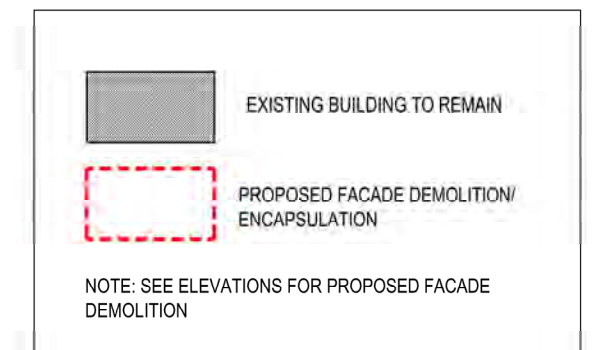 EXISTING BUILDING TO REMAIN
PROPOSED FACADE DEMOLITION/
ENCAPSULATION
NOTE: SEE ELEVATIONS FOR PROPOSED FACADE
DEMOLITION